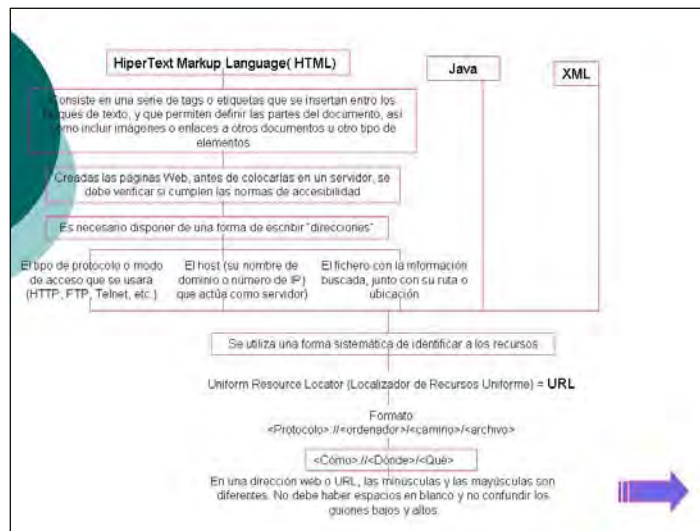 HiperText Markup Language( HTML)
Java
XML
Consiste en una serie de tags o etiquetas que se insertan entro los
bloques de texto, y que permiten definir las partes del documento, así
como incluir imágenes o enlaces a otros documentos u otro tipo de
elementos
Creadas las páginas Web, antes de colocarlas en un servidor, se
debe verificar si cumplen las normas de accesibilidad
Es necesario disponer de una forma de escribir "direcciones"
El tipo de protocolo o modo
de acceso que se usará
(HTTP, FTP, Telnet, etc.)
El host (su nombre de
dominio o número de IP)
que actúa como servidor)
El fichero con la información
buscada, junto con su ruta o
ubicación
Se utiliza una forma sistemática de identificar a los recursos
Uniform Resource Locator (Localizador de Recursos Uniforme) = URL
Formato
<Protocolo>://<ordenador>/<camino>/<archivo>
<Cómo>://<Dónde>/<Qué>
En una dirección web o URL, las minúsculas y las mayúsculas son
diferentes. No debe haber espacios en blanco y no confundir los
guiones bajos y altos